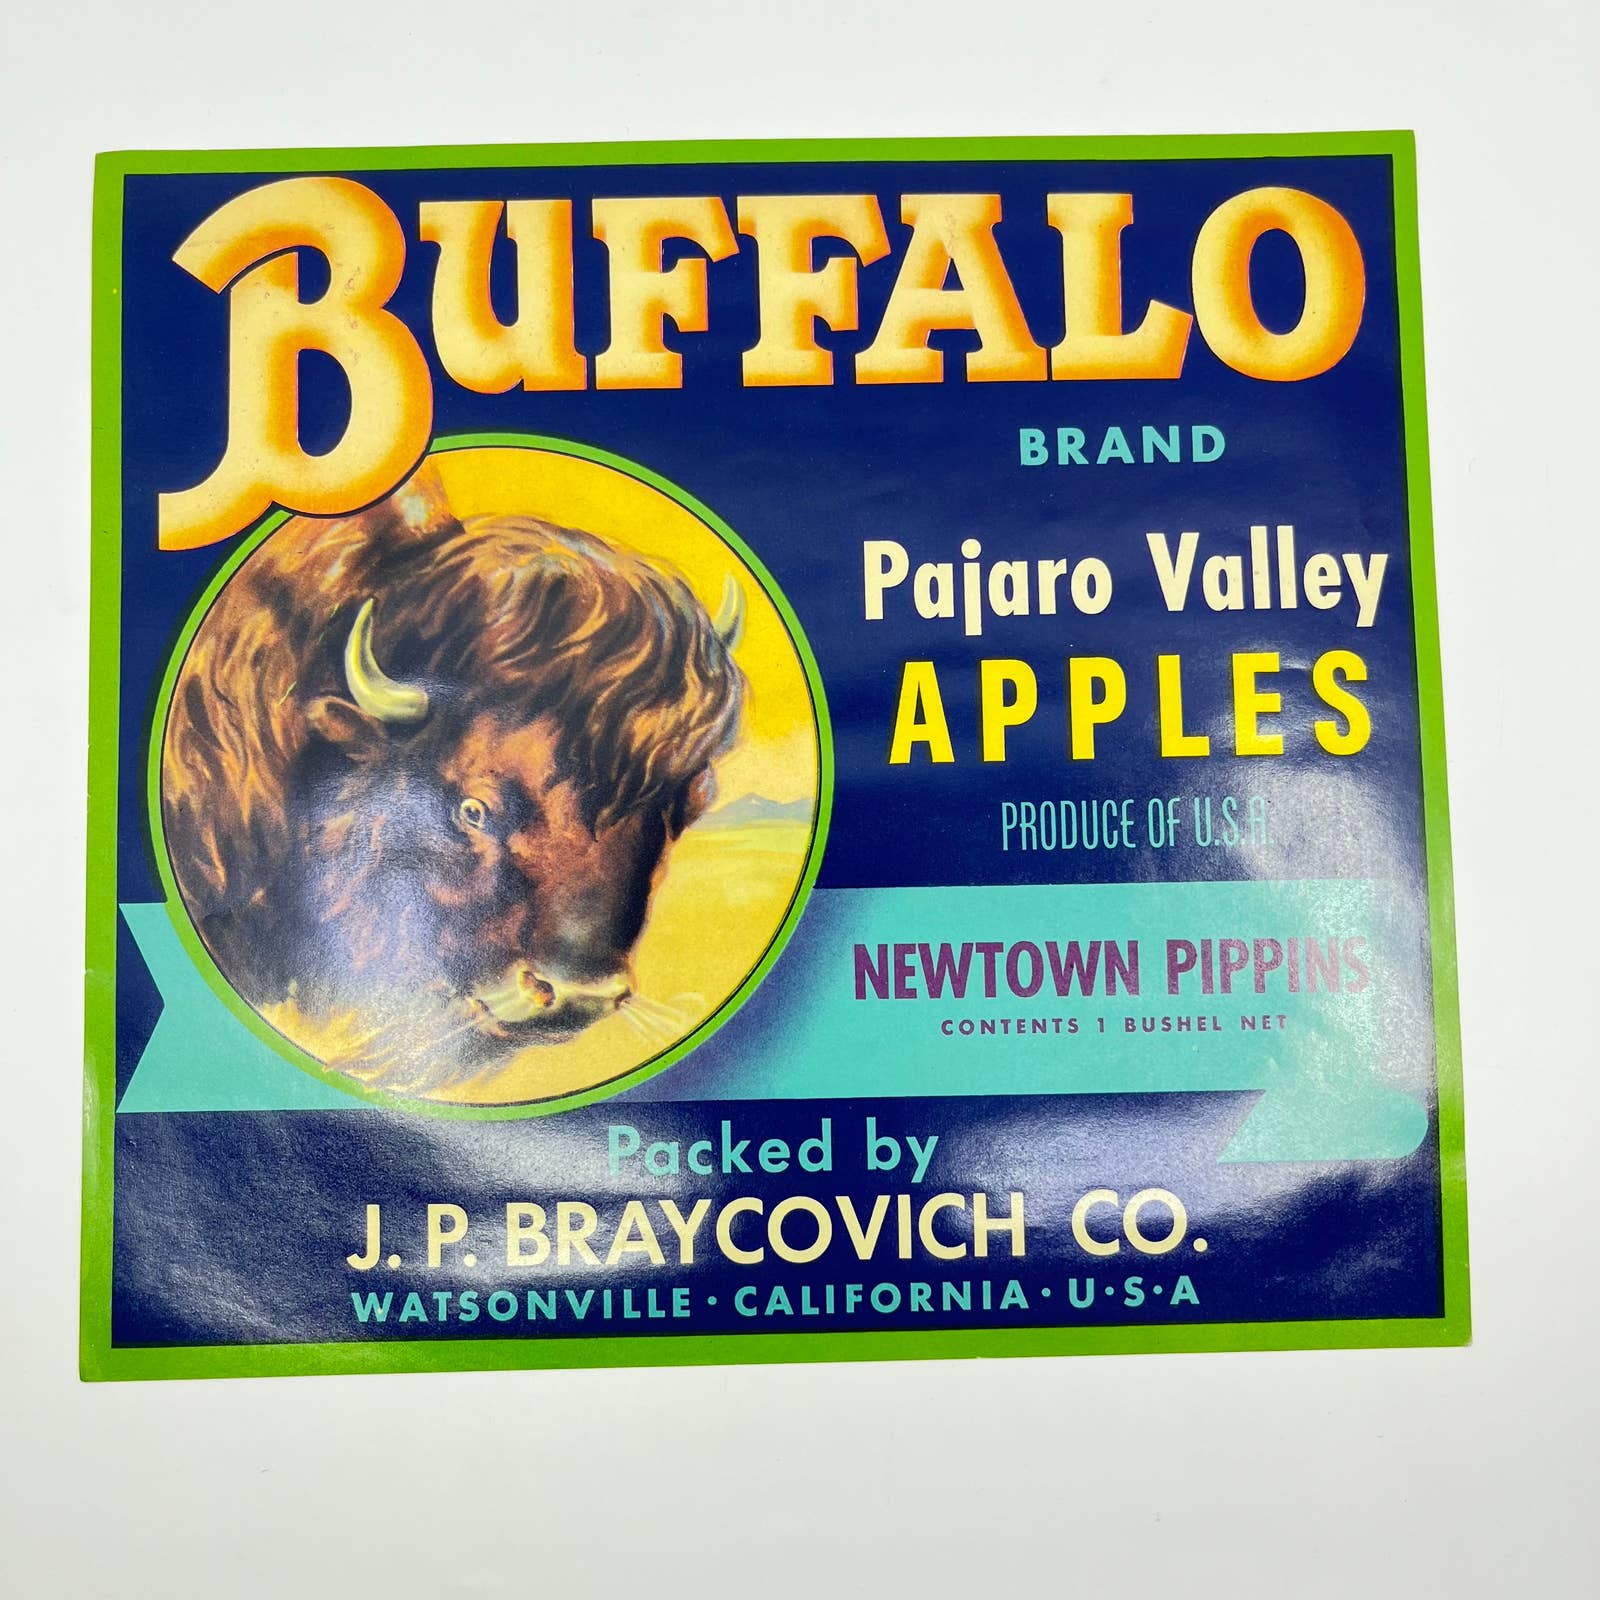 BUFFALO
BRAND
Pajaro Valley
APPLES
PRODUCE OF U.S.A.
NEWTOWN PIPPINS
CONTENTS 1 BUSHEL NET
Packed by
J. P. BRAYCOVICH CO.
WATSONVILLE · CALIFORNIA · U·S·A